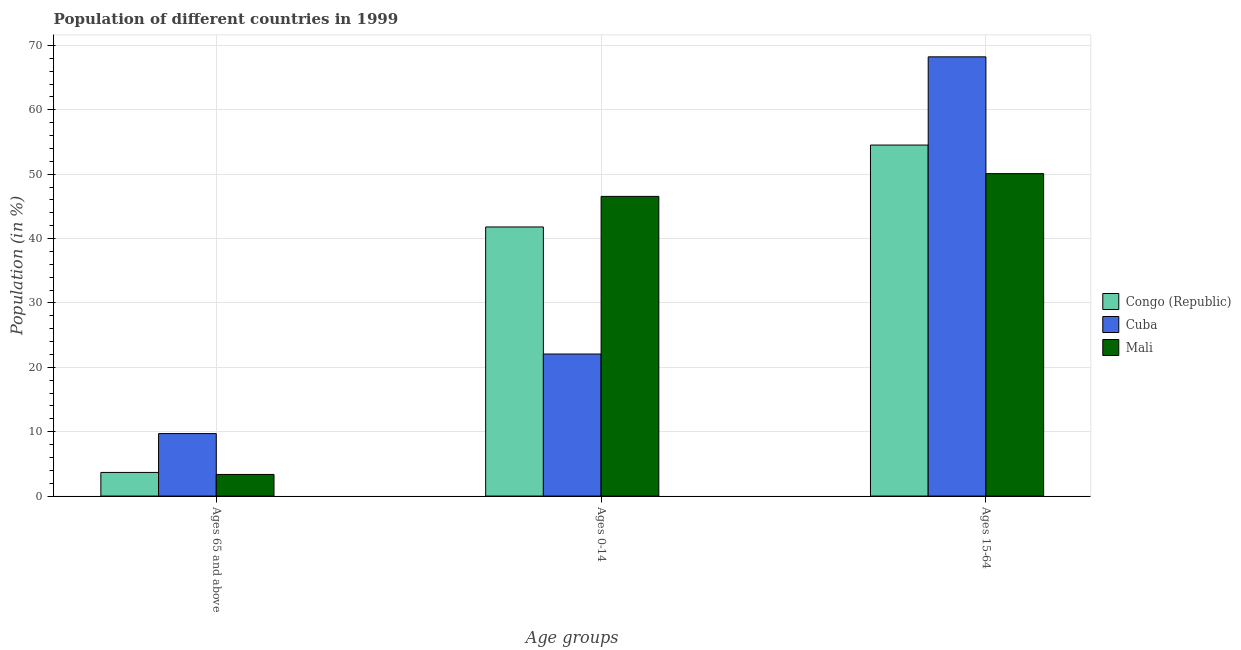 Population of different countries in 1999
70
60
50
40
30
20
10
0
Population (in %)
Ages 65 and above
Ages 0-14
Ages 15-64
Age groups
Congo (Republic)
Cuba
Mali